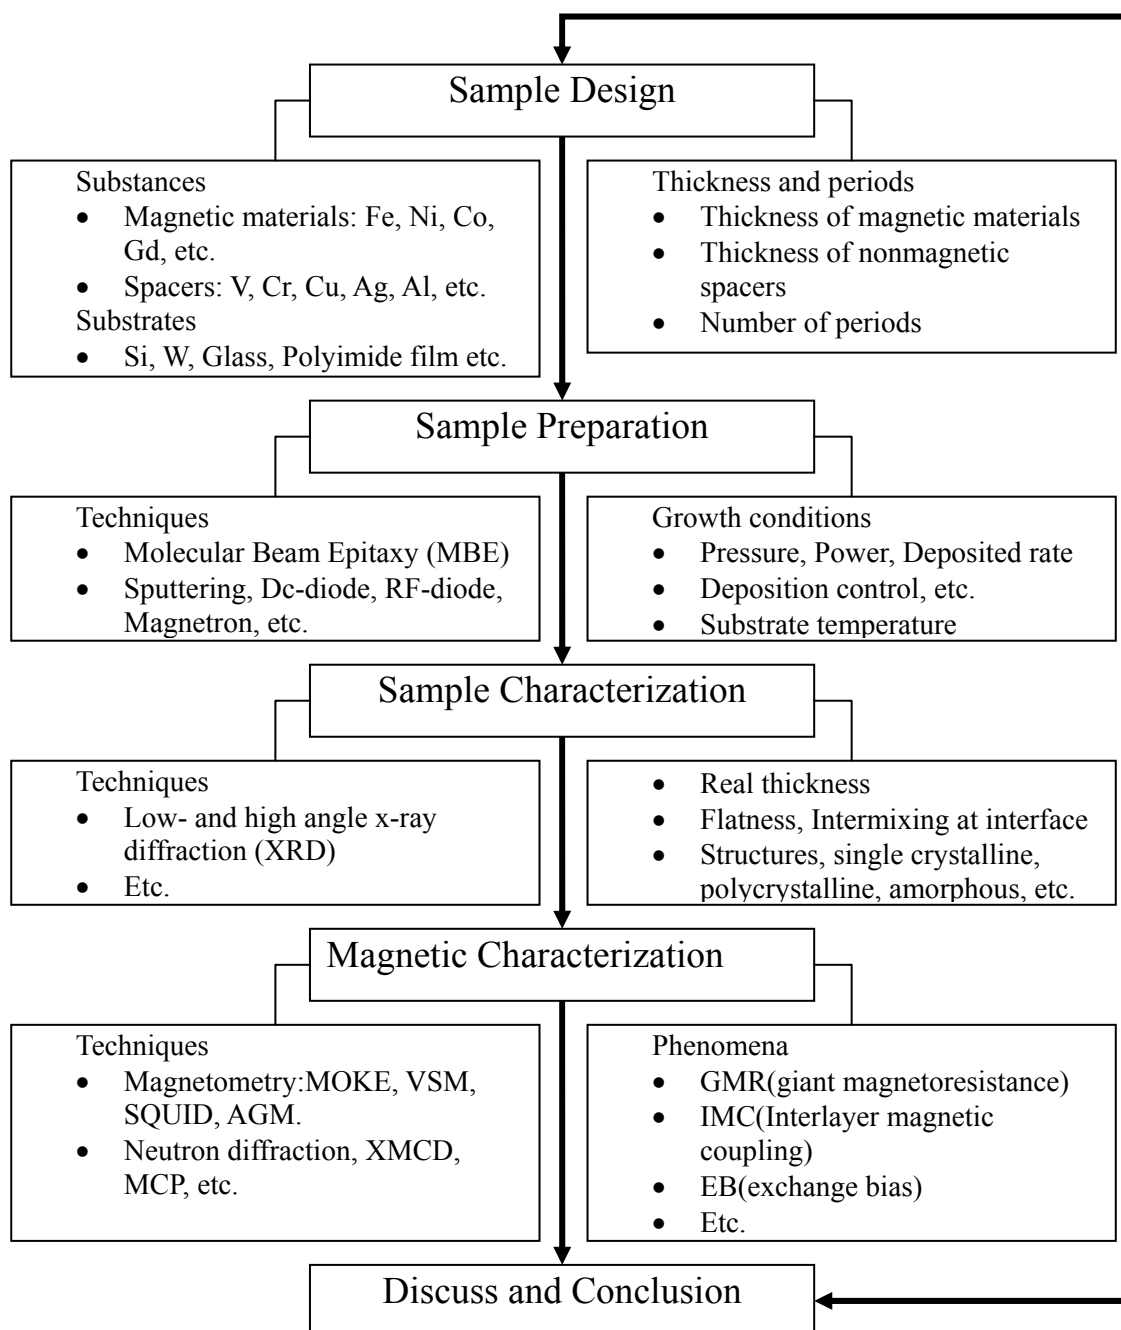 Sample Design
Substances
• Magnetic materials: Fe, Ni, Co,
Gd, etc.
• Spacers: V, Cr, Cu, Ag, Al, etc.
Substrates
• Si, W, Glass, Polyimide film etc.
Thickness and periods
• Thickness of magnetic materials
• Thickness of nonmagnetic
spacers
• Number of periods
Sample Preparation
Techniques
• Molecular Beam Epitaxy (MBE)
• Sputtering, Dc-diode, RF-diode,
Magnetron, etc.
Growth conditions
• Pressure, Power, Deposited rate
• Deposition control, etc.
• Substrate temperature
Sample Characterization
Techniques
• Low- and high angle x-ray
diffraction (XRD)
• Etc.
• Real thickness
• Flatness, Intermixing at interface
• Structures, single crystalline,
polycrystalline, amorphous, etc.
Magnetic Characterization
Techniques
• Magnetometry:MOKE, VSM,
SQUID, AGM.
• Neutron diffraction, XMCD,
MCP, etc.
Phenomena
• GMR(giant magnetoresistance)
• IMC(Interlayer magnetic
coupling)
• EB(exchange bias)
• Etc.
Discuss and Conclusion